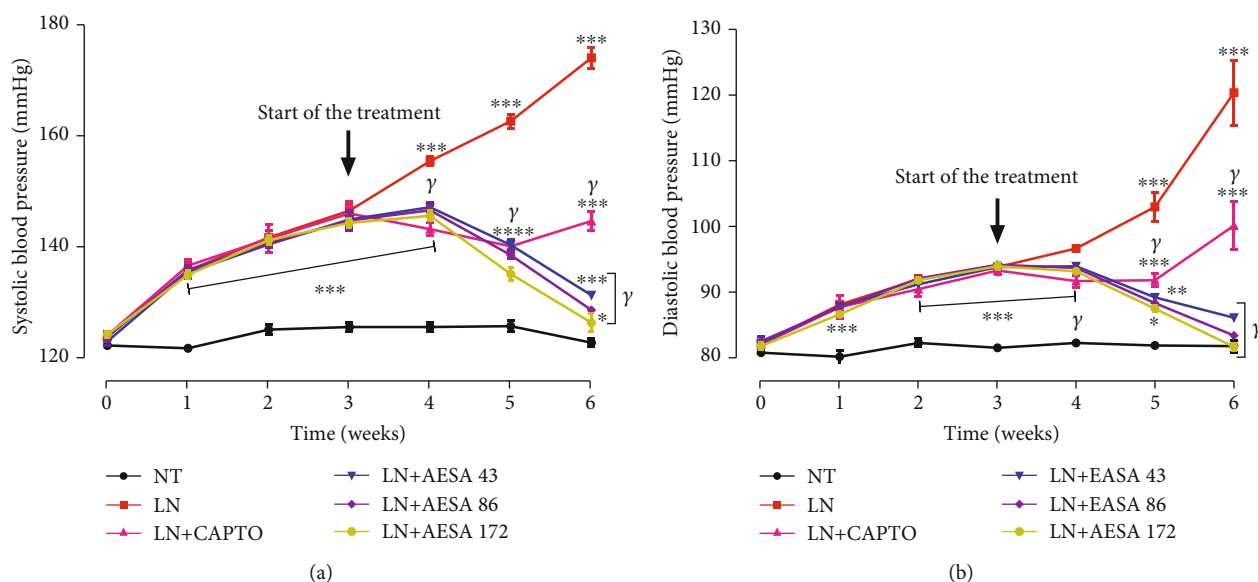 Systolic blood pressure (mmHg)
180
160
140
120
Start of the treatment
***
***
***
γ
γ
****
γ
***
***
*
γ
***
0 1 2 3 4 5 6
Time (weeks)
NT
LN
LN+CAPTO
LN+AESA 43
LN+AESA 86
LN+AESA 172
(a)
Diastolic blood pressure (mmHg)
130
120
110
100
90
80
Start of the treatment
***
***
γ
***
γ
***
**
*
γ
***
***
γ
0 1 2 3 4 5 6
Time (weeks)
NT
LN
LN+CAPTO
LN+EASA 43
LN+EASA 86
LN+AESA 172
(b)